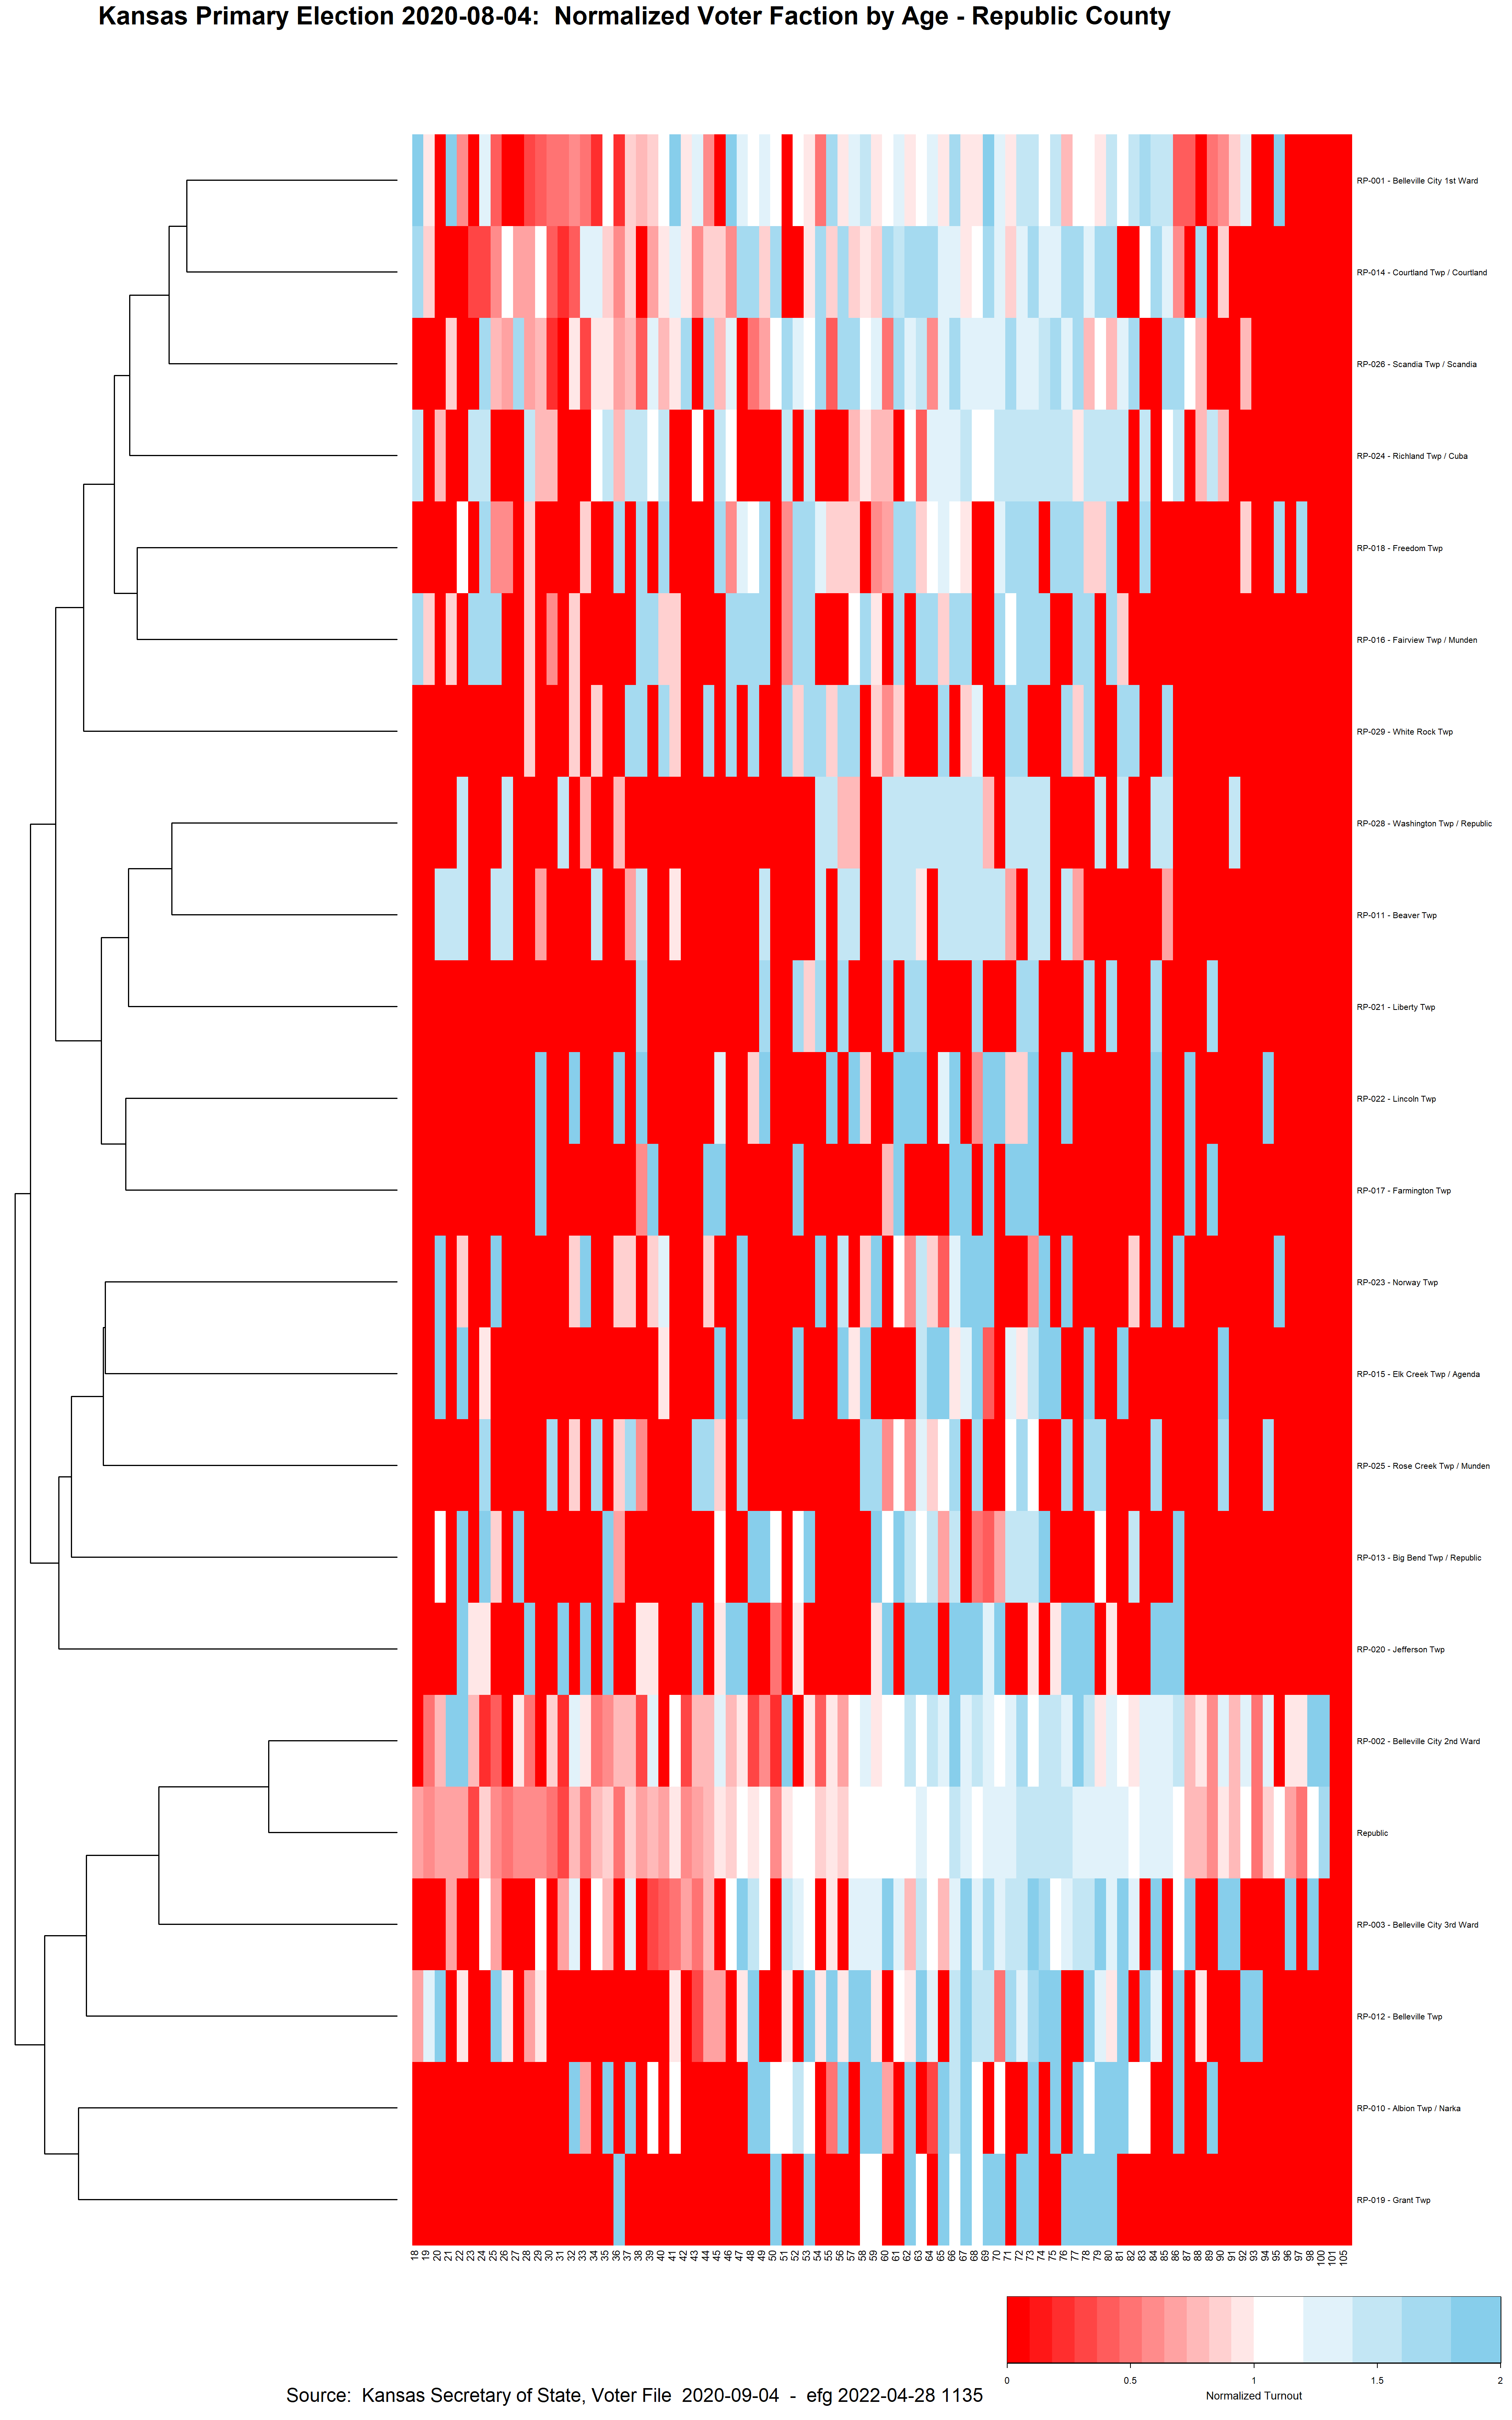 Kansas Primary Election 2020-08-04:  Normalized Voter Faction by Age - Republic County
RP-001 - Belleville City 1st Ward
RP-014 - Courtland Twp / Courtland
RP-026 - Scandia Twp / Scandia
RP-024 - Richland Twp / Cuba
RP-018 - Freedom Twp
RP-016 - Fairview Twp / Munden
RP-029 - White Rock Twp
RP-028 - Washington Twp / Republic
RP-011 - Beaver Twp
RP-021 - Liberty Twp
RP-022 - Lincoln Twp
RP-017 - Farmington Twp
RP-023 - Norway Twp
RP-015 - Elk Creek Twp / Agenda
RP-025 - Rose Creek Twp / Munden
RP-013 - Big Bend Twp / Republic
RP-020 - Jefferson Twp
RP-002 - Belleville City 2nd Ward
Republic
RP-003 - Belleville City 3rd Ward
RP-012 - Belleville Twp
RP-010 - Albion Twp / Narka
RP-019 - Grant Twp
18 19 20 21 22 23 24 25 26 27 28 29 30 31 32 33 34 35 36 37 38 39 40 41 42 43 44 45 46 47 48 49 50 51 52 53 54 55 56 57 58 59 60 61 62 63 64 65 66 67 68 69 70 71 72 73 74 75 76 77 78 79 80 81 82 83 84 85 86 87 88 89 90 91 92 93 94 95 96 97 98 100 101 105
0 0.5 1 1.5 2
Normalized Turnout
Source:  Kansas Secretary of State, Voter File  2020-09-04  -  efg 2022-04-28 1135